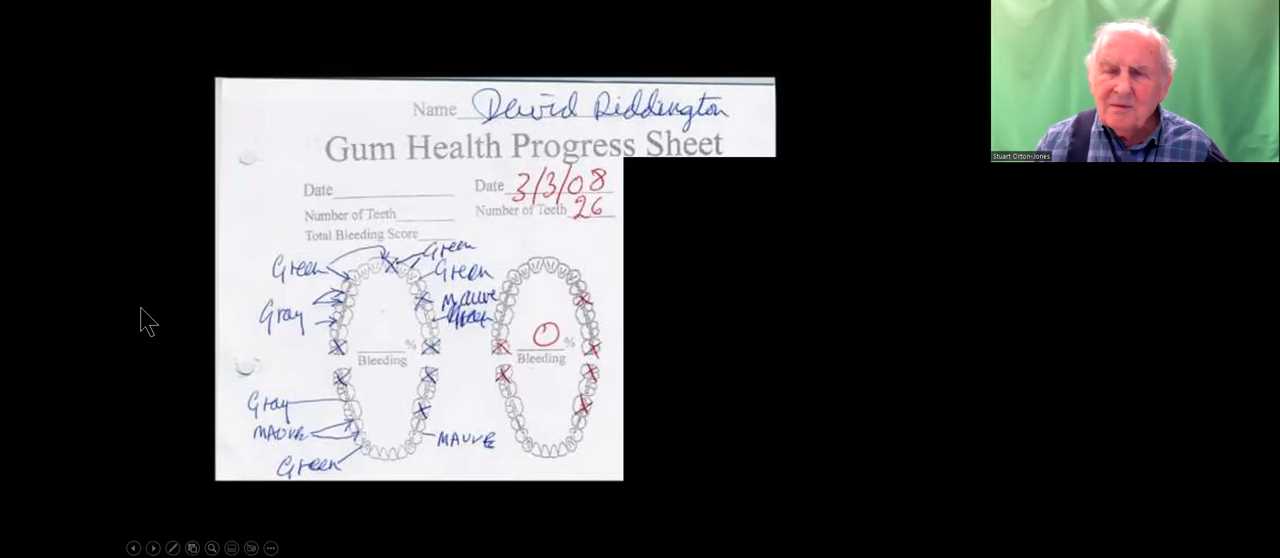 Name David Riddington
Gum Health Progress Sheet
Date
Date 3/3/08
Number of Teeth
Number of Teeth 26
Total Bleeding Score
Green
Green
Green
Mauve
Gray
Gray
%
Bleeding
0 %
Bleeding
Gray
MAUVE
MAUVE
Green
Stuart Orton-Jones